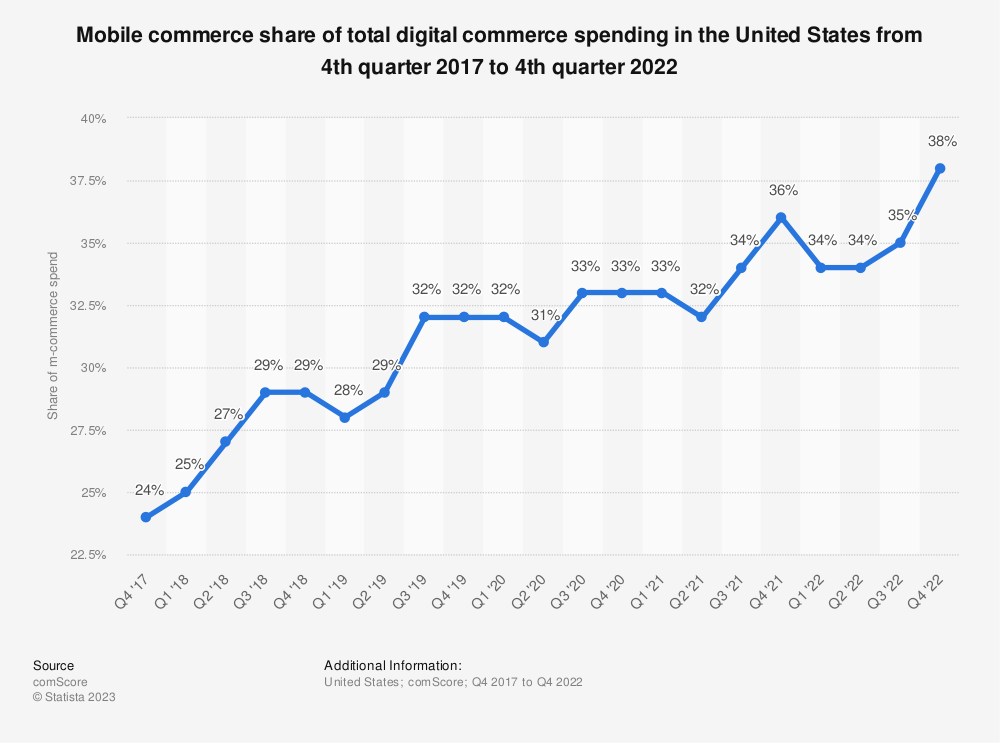 Mobile commerce share of total digital commerce spending in the United States from
4th quarter 2017 to 4th quarter 2022
Share of m-commerce spend
40%
37.5%
35%
32.5%
30%
27.5%
25%
22.5%
24%
25%
27%
29%
29%
28%
29%
32%
32%
32%
31%
33%
33%
33%
32%
34%
36%
34%
34%
35%
38%
Q4 '17
Q1 '18
Q2 '18
Q3 '18
Q4 '18
Q1 '19
Q2 '19
Q3 '19
Q4 '19
Q1 '20
Q2 '20
Q3 '20
Q4 '20
Q1 '21
Q2 '21
Q3 '21
Q4 '21
Q1 '22
Q2 '22
Q3 '22
Q4 '22
Source
comScore
© Statista 2023
Additional Information:
United States; comScore; Q4 2017 to Q4 2022